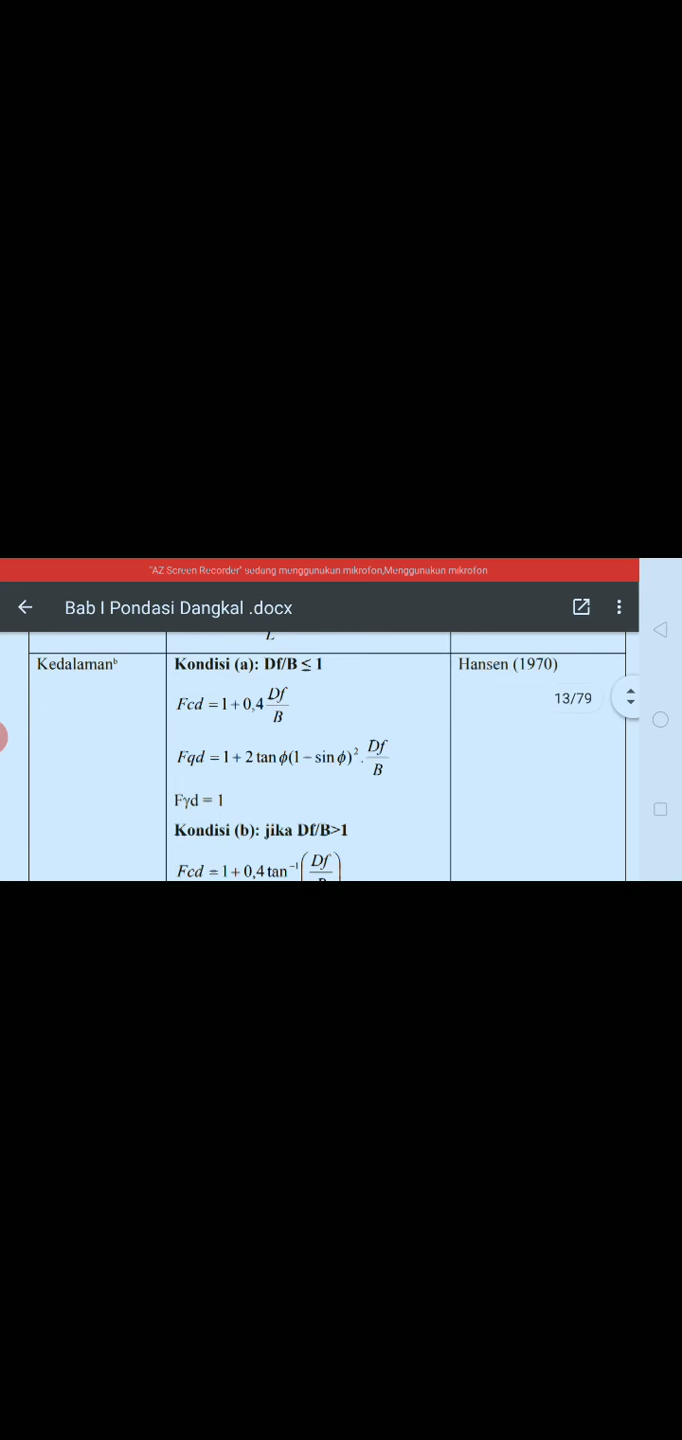 "AZ Screen Recorder" sedang menggunakan mikrofon,Menggunakan mikrofon
Bab I Pondasi Dangkal .docx
L
Kedalamanᵇ
Kondisi (a): Df/B ≤ 1
Hansen (1970)
13/79
Fcd = 1 + 0,4 Df/B
Fqd = 1 + 2 tan ϕ(1 − sin ϕ)² . Df/B
Fγd = 1
Kondisi (b): jika Df/B>1
Fcd = 1 + 0,4 tan⁻¹(Df/B)